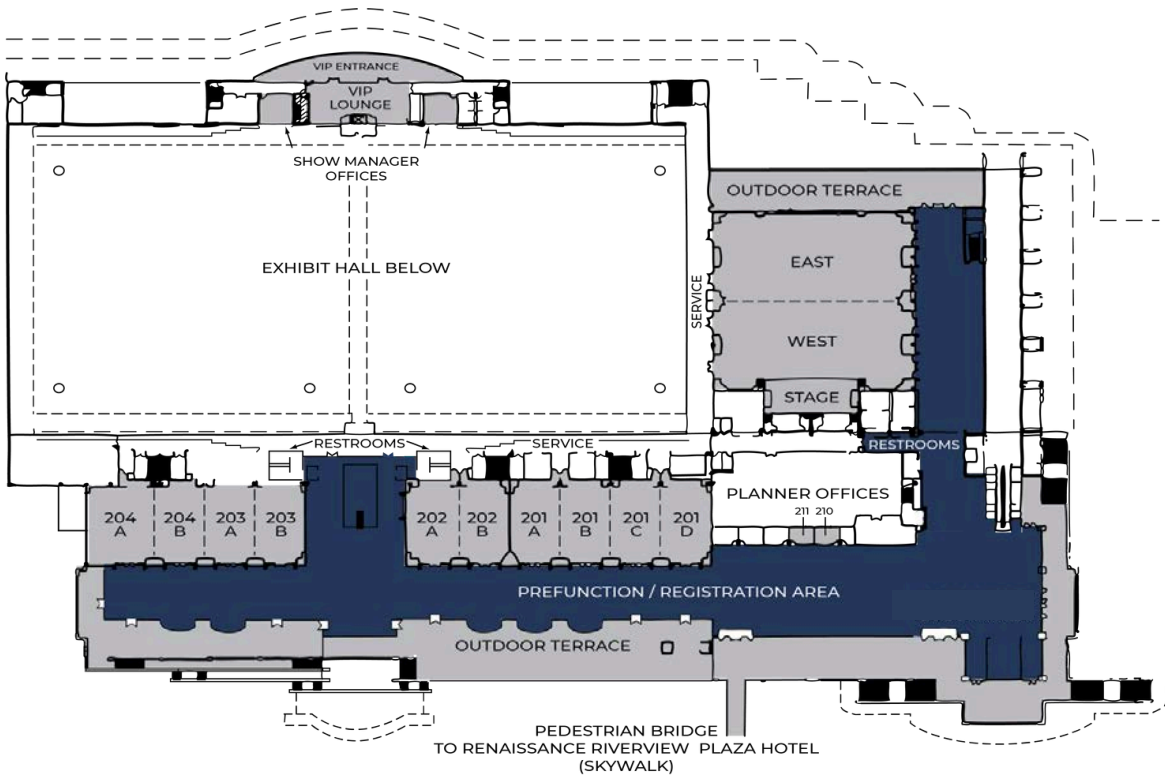 VIP ENTRANCE
VIP
LOUNGE
SHOW MANAGER
OFFICES
OUTDOOR TERRACE
EXHIBIT HALL BELOW
EAST
SERVICE
WEST
STAGE
RESTROOMS
SERVICE
RESTROOMS
PLANNER OFFICES
211 210
204
A
204
B
203
A
203
B
202
A
202
B
201
A
201
B
201
C
201
D
PREFUNCTION / REGISTRATION AREA
OUTDOOR TERRACE
PEDESTRIAN BRIDGE
TO RENAISSANCE RIVERVIEW PLAZA HOTEL
(SKYWALK)